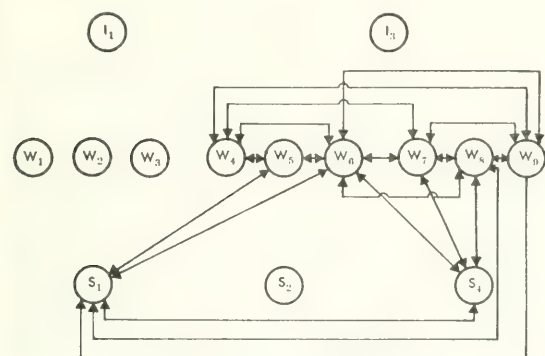 I₁ I₃
W₁ W₂ W₃ W₄ W₅ W₆ W₇ W₈ W₉
S₁ S₂ S₄